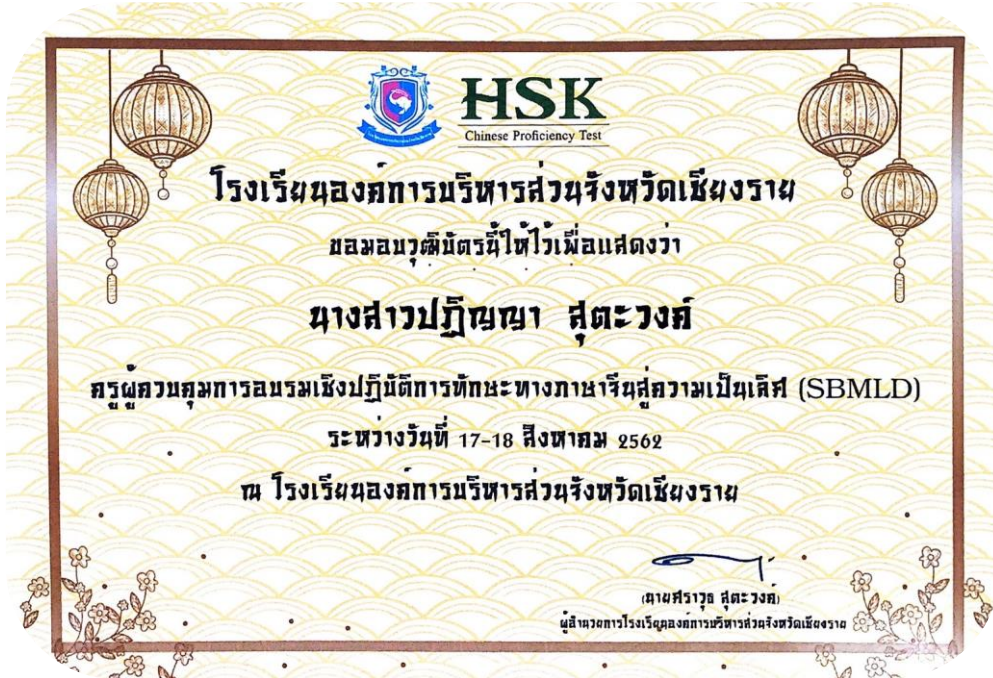 HSK
Chinese Proficiency Test
โรงเรียนองค์การบริหารส่วนจังหวัดเชียงราย
ขอมอบวุฒิบัตรนี้ให้ไว้เพื่อแสดงว่า
นางสาวปฏิญญา สุตะวงค์
ครูผู้ควบคุมการอบรมเชิงปฏิบัติการทักษะทางภาษาจีนสู่ความเป็นเลิศ (SBMLD)
ระหว่างวันที่ 17-18 สิงหาคม 2562
ณ โรงเรียนองค์การบริหารส่วนจังหวัดเชียงราย
(นายศราวุธ สุตะวงค์)
ผู้อำนวยการโรงเรียนองค์การบริหารส่วนจังหวัดเชียงราย